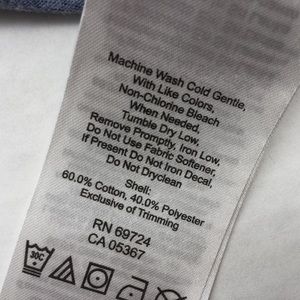 Machine Wash Cold Gentle,
With Like Colors,
Non-Chlorine Bleach
When Needed,
Tumble Dry Low,
Remove Promptly, Iron Low,
Do Not Use Fabric Softener,
If Present Do Not Iron Decal,
Do Not Dryclean
Shell:
60.0% Cotton, 40.0% Polyester
Exclusive of Trimming
RN 69724
CA 05367
30C